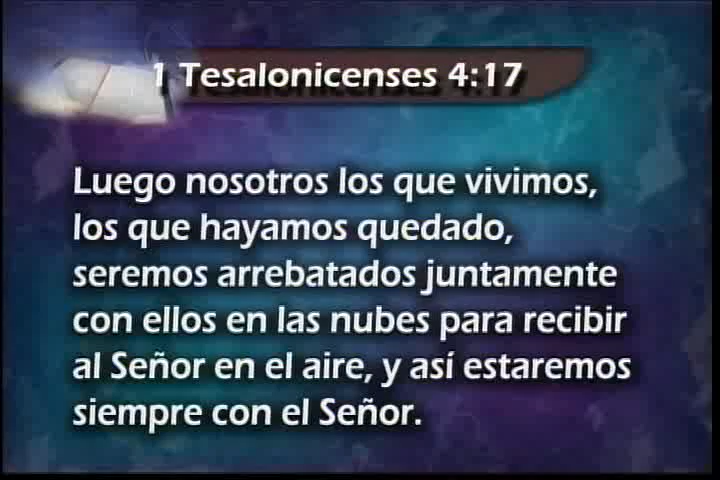 1 Tesalonicenses 4:17
Luego nosotros los que vivimos,
los que hayamos quedado,
seremos arrebatados juntamente
con ellos en las nubes para recibir
al Señor en el aire, y así estaremos
siempre con el Señor.